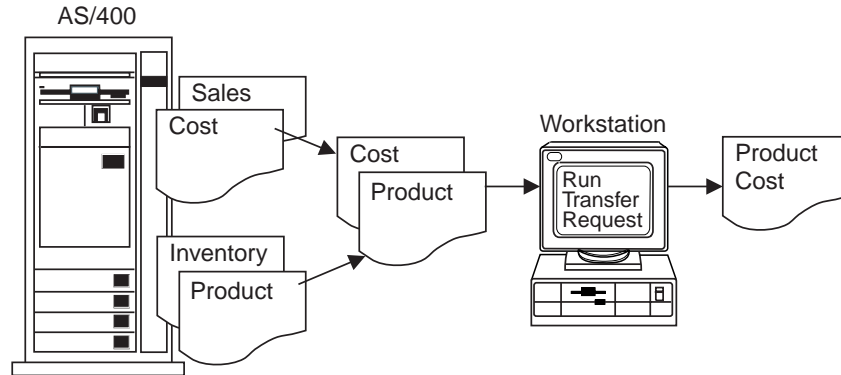 AS/400
Sales
Cost
Inventory
Product
Cost
Product
Workstation
Run
Transfer
Request
Product
Cost